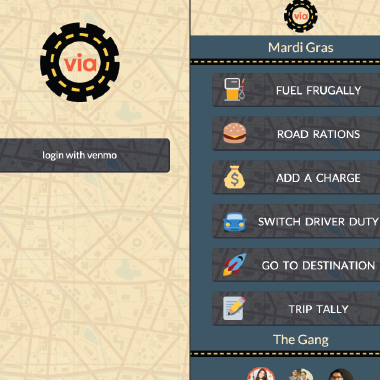 via
login with venmo
via
Mardi Gras
FUEL FRUGALLY
ROAD RATIONS
$
ADD A CHARGE
SWITCH DRIVER DUTY
GO TO DESTINATION
TRIP TALLY
The Gang